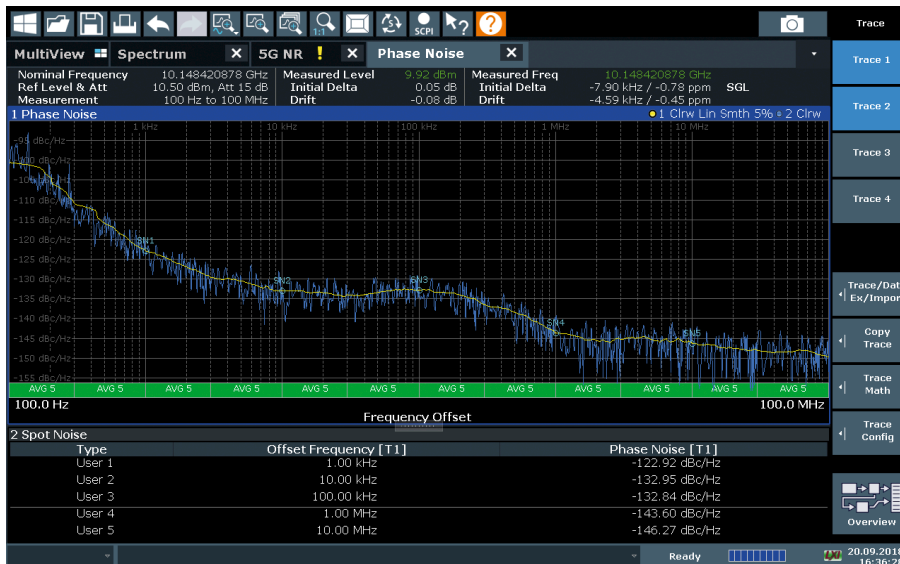 1:1
SCPI
?
?
Trace
MultiView
Spectrum X
5G NR ! X
Phase Noise X
Trace 1
Nominal Frequency 10.148420878 GHz Measured Level 9.92 dBm Measured Freq 10.148420878 GHz
Ref Level & Att 10.50 dBm, Att 15 dB Initial Delta 0.05 dB Initial Delta -7.90 kHz / -0.78 ppm SGL
Measurement 100 Hz to 100 MHz Drift -0.08 dB Drift -4.59 kHz / -0.45 ppm
Trace 2
1 Phase Noise 1 Clrw Lin Smth 5% 2 Clrw
1 kHz 10 kHz 100 kHz 1 MHz 10 MHz
-95 dBc/Hz
-100 dBc/Hz
-105 dBc/Hz
-110 dBc/Hz
-115 dBc/Hz
-120 dBc/Hz
-125 dBc/Hz
-130 dBc/Hz
-135 dBc/Hz
-140 dBc/Hz
-145 dBc/Hz
-150 dBc/Hz
-155 dBc/Hz
SN1
SN2
SN3
SN4
SN5
Trace 3
Trace 4
Trace/Dat
Ex/Impor
Copy
Trace
Trace
Math
Trace
Config
Overview
AVG 5 AVG 5 AVG 5 AVG 5 AVG 5 AVG 5 AVG 5 AVG 5 AVG 5 AVG 5 AVG 5 AVG 5
100.0 Hz 100.0 MHz
Frequency Offset
2 Spot Noise
Type Offset Frequency [T1] Phase Noise [T1]
User 1 1.00 kHz -122.92 dBc/Hz
User 2 10.00 kHz -132.95 dBc/Hz
User 3 100.00 kHz -132.84 dBc/Hz
User 4 1.00 MHz -143.60 dBc/Hz
User 5 10.00 MHz -146.27 dBc/Hz
Ready
20.09.2018